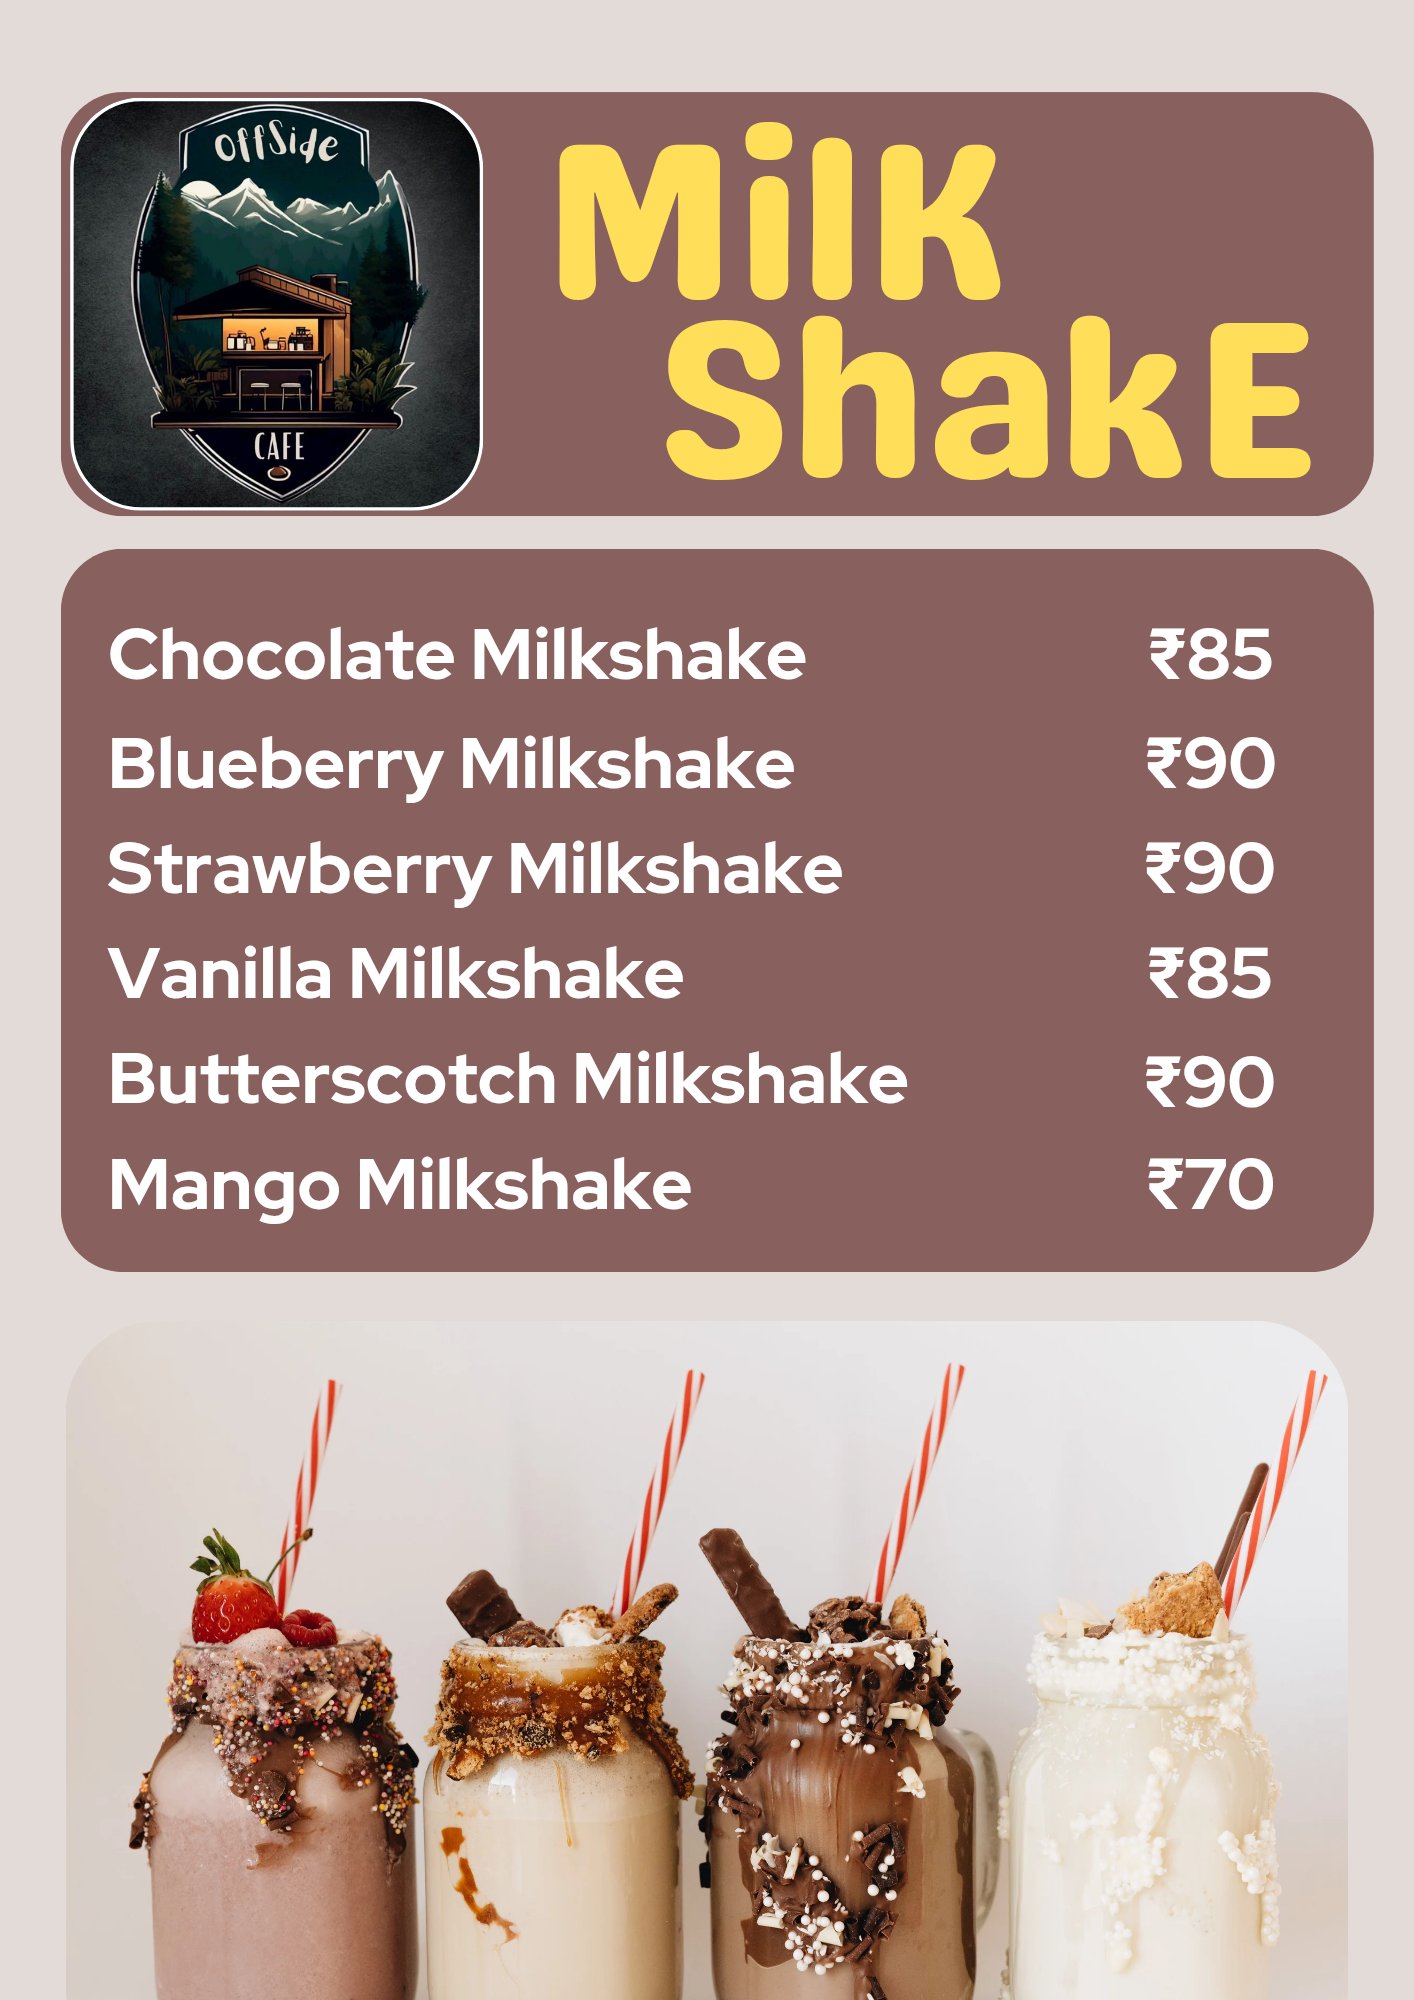 OffSide
CAFE
Milk
ShakE
Chocolate Milkshake ₹85
Blueberry Milkshake ₹90
Strawberry Milkshake ₹90
Vanilla Milkshake ₹85
Butterscotch Milkshake ₹90
Mango Milkshake ₹70